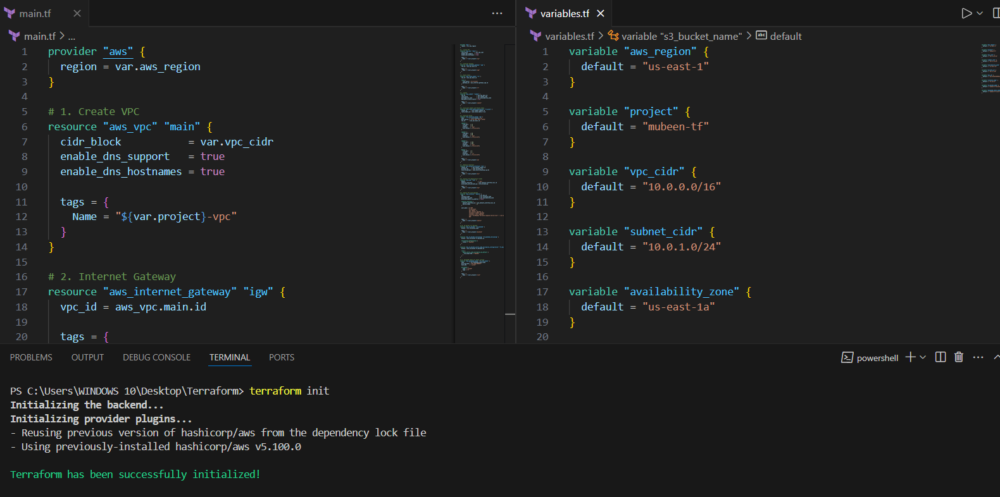 main.tf
main.tf > ...
1 provider "aws" {
2   region = var.aws_region
3 }
4
5 # 1. Create VPC
6 resource "aws_vpc" "main" {
7   cidr_block           = var.vpc_cidr
8   enable_dns_support   = true
9   enable_dns_hostnames = true
10
11   tags = {
12     Name = "${var.project}-vpc"
13   }
14 }
15
16 # 2. Internet Gateway
17 resource "aws_internet_gateway" "igw" {
18   vpc_id = aws_vpc.main.id
19
20   tags = {
variables.tf
variables.tf > variable "s3_bucket_name" > abc default
1 variable "aws_region" {
2   default = "us-east-1"
3 }
4
5 variable "project" {
6   default = "mubeen-tf"
7 }
8
9 variable "vpc_cidr" {
10   default = "10.0.0.0/16"
11 }
12
13 variable "subnet_cidr" {
14   default = "10.0.1.0/24"
15 }
16
17 variable "availability_zone" {
18   default = "us-east-1a"
19 }
20
PROBLEMS OUTPUT DEBUG CONSOLE TERMINAL PORTS
powershell
PS C:\Users\WINDOWS 10\Desktop\Terraform> terraform init
Initializing the backend...
Initializing provider plugins...
- Reusing previous version of hashicorp/aws from the dependency lock file
- Using previously-installed hashicorp/aws v5.100.0
Terraform has been successfully initialized!